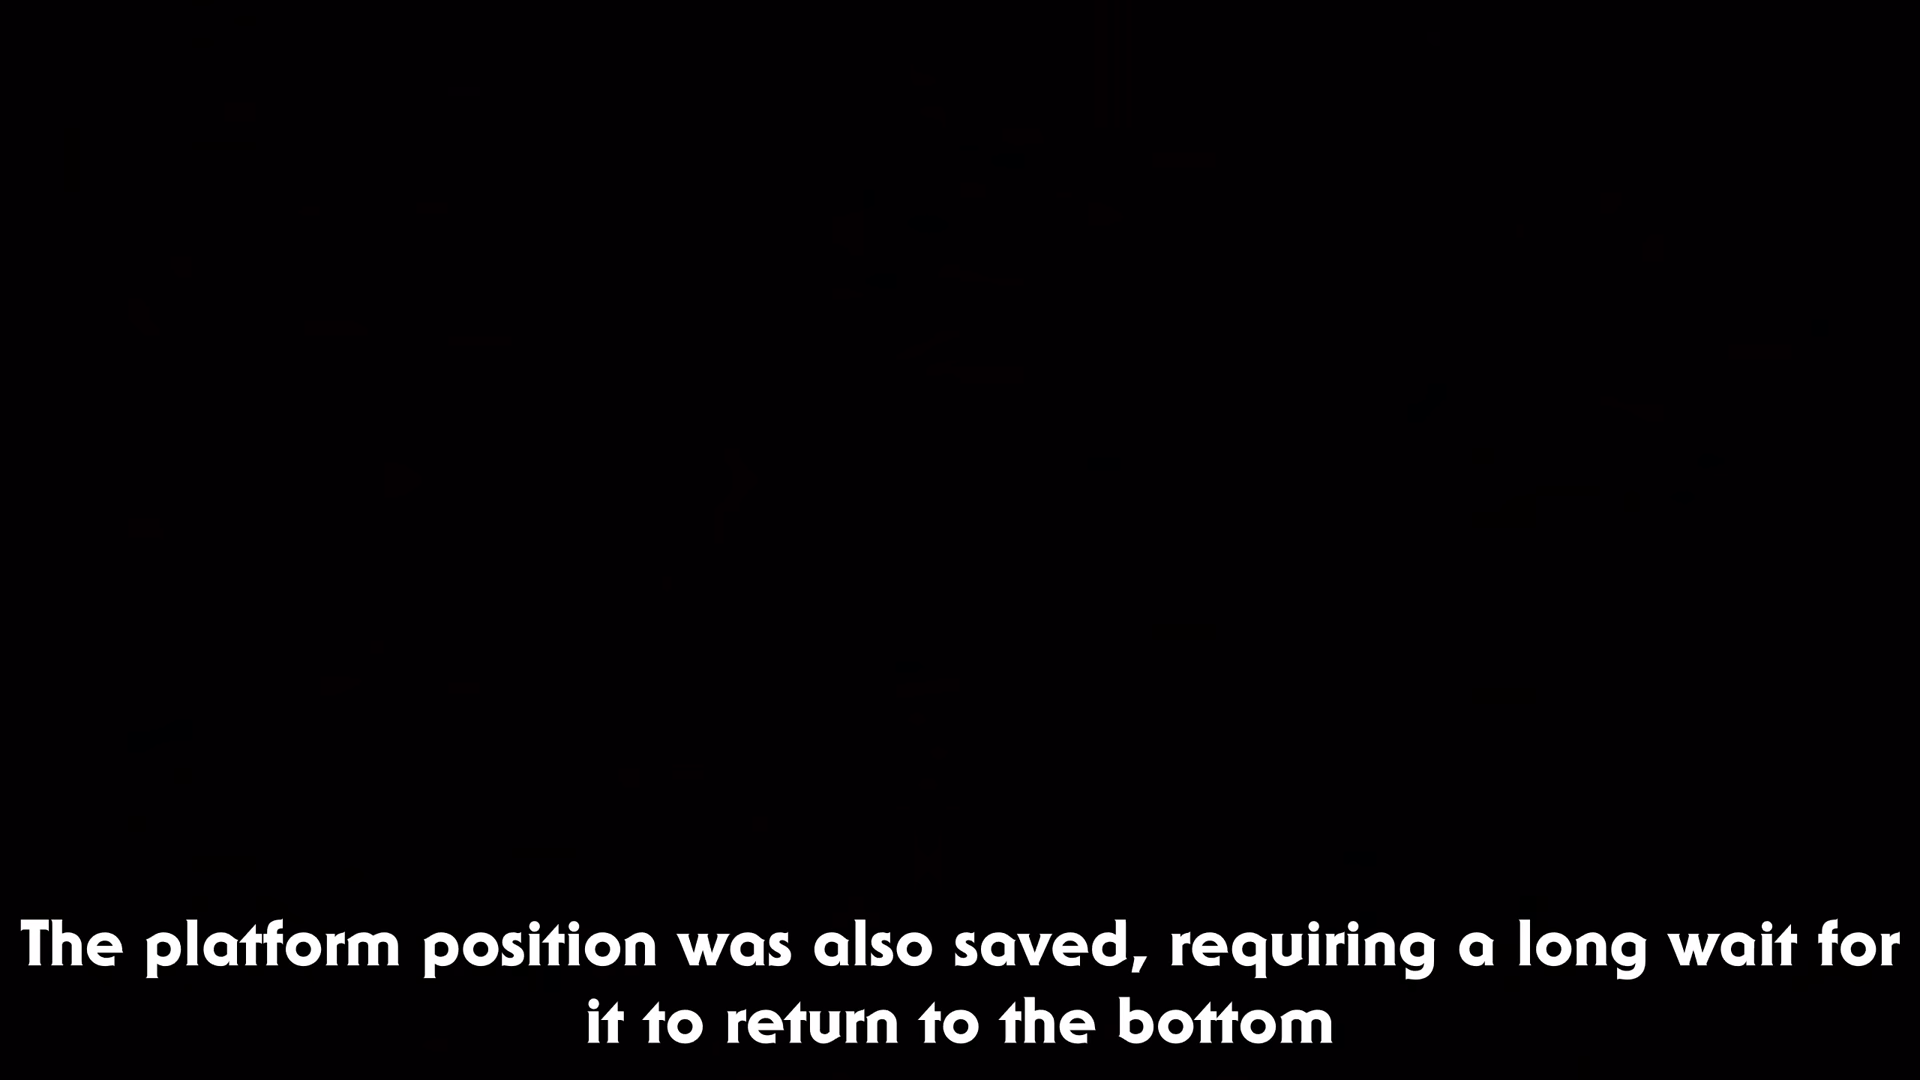 The platform position was also saved, requiring a long wait for
it to return to the bottom